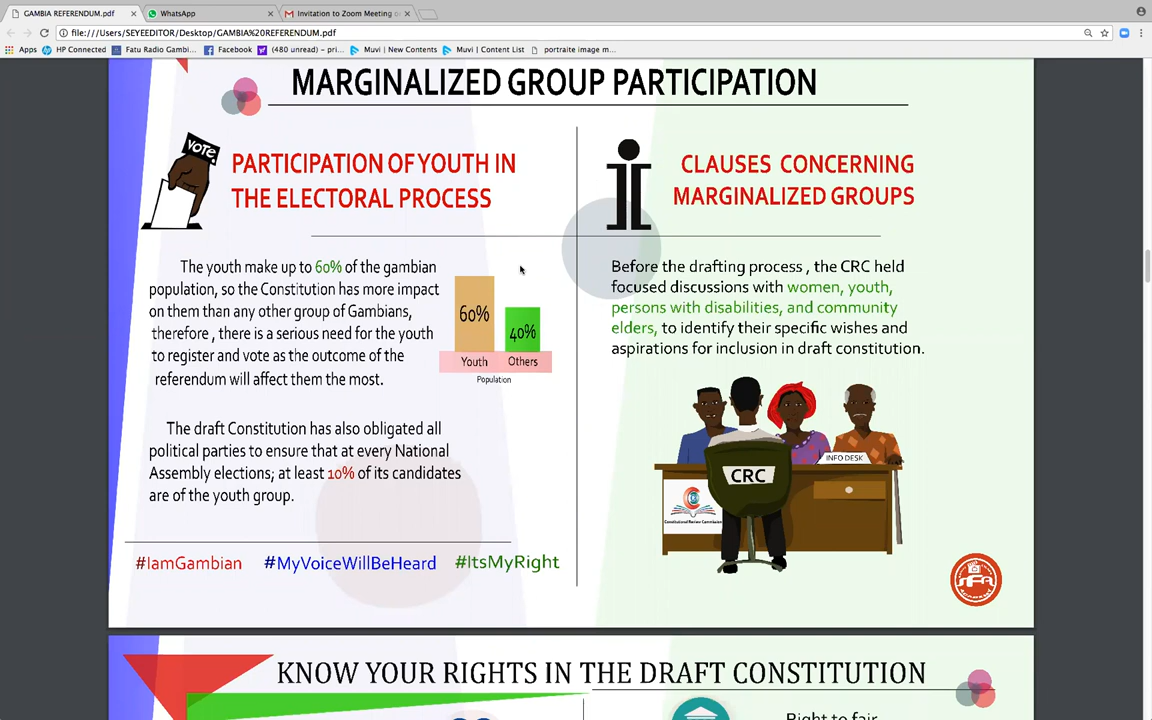 GAMBIA REFERENDUM.pdf
WhatsApp
Invitation to Zoom Meeting
file:///Users/SEYEEDITOR/Desktop/GAMBIA%20REFERENDUM.pdf
Apps HP Connected Fatu Radio Gambi... Facebook (480 unread) - pri... Muvi | New Contents Muvi | Content List portraite image m...
MARGINALIZED GROUP PARTICIPATION
VOTE
PARTICIPATION OF YOUTH IN
THE ELECTORAL PROCESS
The youth make up to 60% of the gambian
population, so the Constitution has more impact
on them than any other group of Gambians,
therefore , there is a serious need for the youth
to register and vote as the outcome of the
referendum will affect them the most.
60%
40%
Youth Others
Population
The draft Constitution has also obligated all
political parties to ensure that at every National
Assembly elections; at least 10% of its candidates
are of the youth group.
#IamGambian #MyVoiceWillBeHeard #ItsMyRight
CLAUSES CONCERNING
MARGINALIZED GROUPS
Before the drafting process , the CRC held
focused discussions with women, youth,
persons with disabilities, and community
elders, to identify their specific wishes and
aspirations for inclusion in draft constitution.
INFO DESK
CRC
Constitutional Review Commission
KNOW YOUR RIGHTS IN THE DRAFT CONSTITUTION
Right to fair